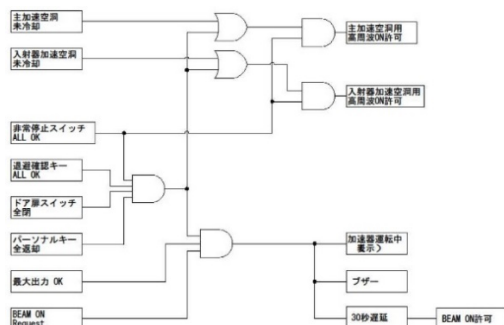 主加速空洞
未冷却
入射器加速空洞
未冷却
非常停止スイッチ
ALL OK
退避確認キー
ALL OK
ドア扉スイッチ
全閉
パーソナルキー
全返却
最大出力 OK
BEAM ON
Request
主加速空洞用
高周波ON許可
入射器加速空洞用
高周波ON許可
加速器運転中
表示>
ブザー
30秒遅延
BEAM ON許可